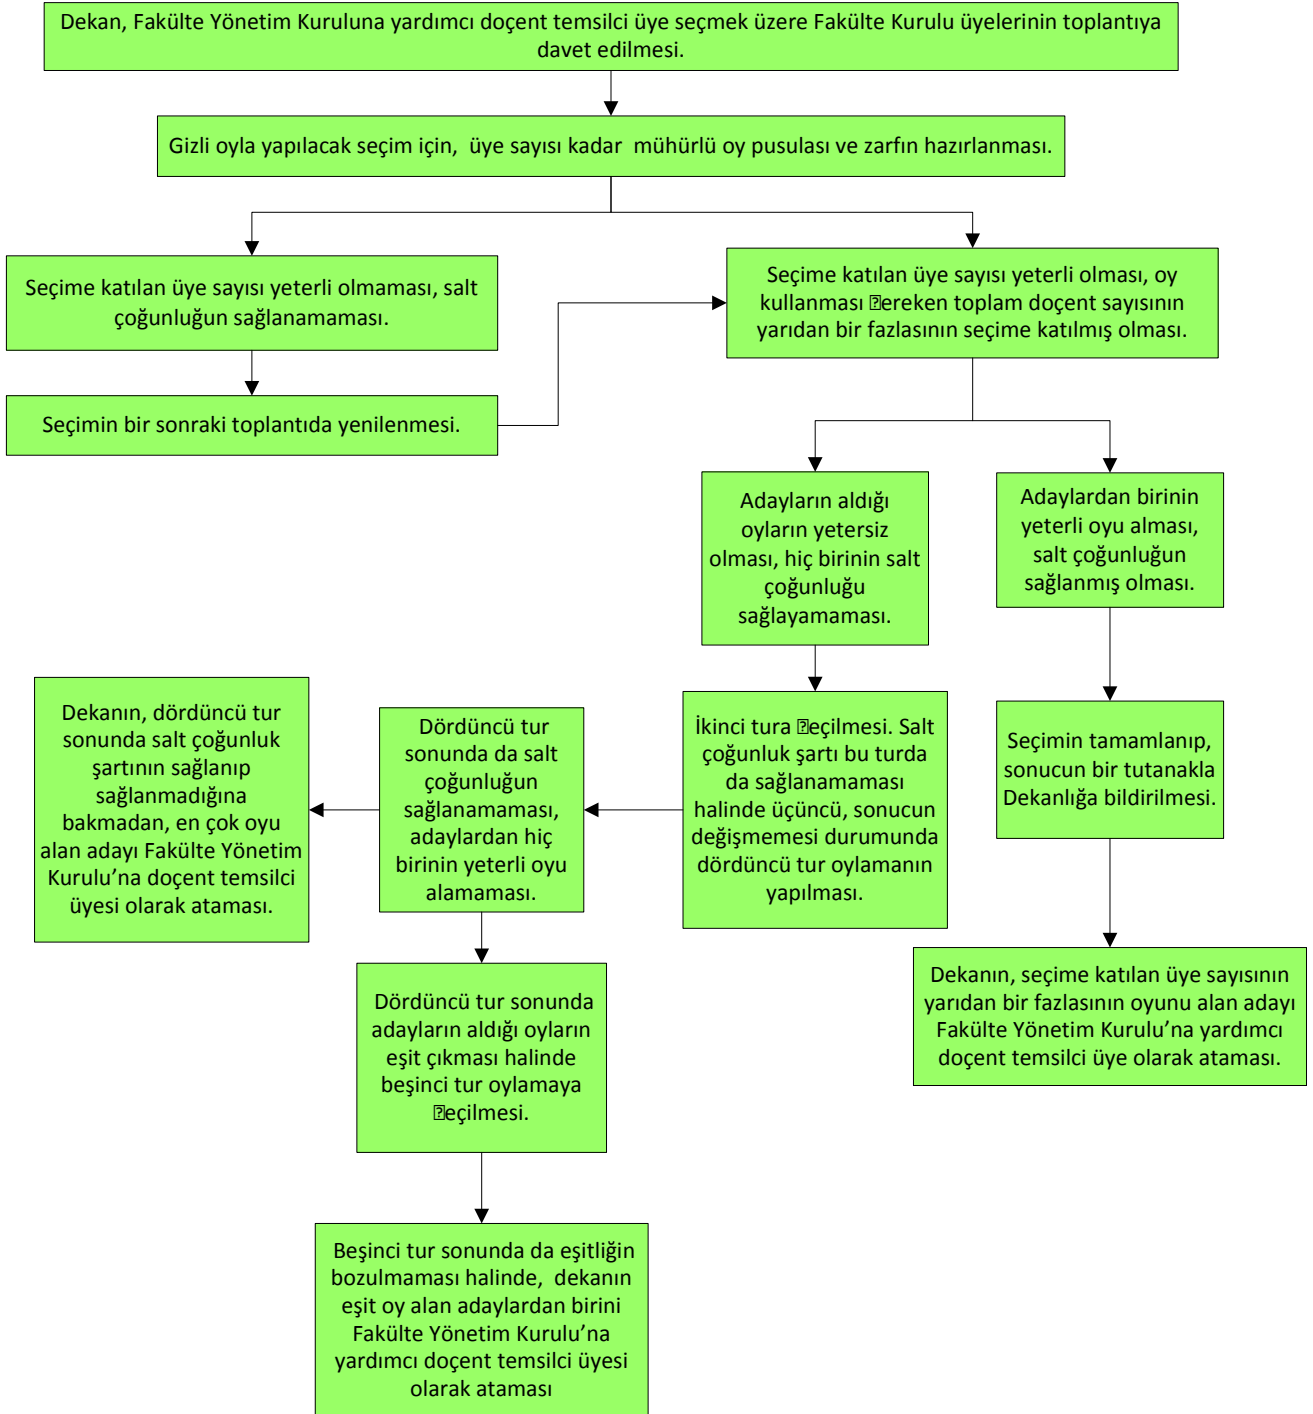 Dekan, Fakülte Yönetim Kuruluna yardımcı doçent temsilci üye seçmek üzere Fakülte Kurulu üyelerinin toplantıya
davet edilmesi.
Gizli oyla yapılacak seçim için, üye sayısı kadar mühürlü oy pusulası ve zarfın hazırlanması.
Seçime katılan üye sayısı yeterli olmaması, salt
çoğunluğun sağlanamaması.
Seçimin bir sonraki toplantıda yenilenmesi.
Seçime katılan üye sayısı yeterli olması, oy
kullanması �ereken toplam doçent sayısının
yarıdan bir fazlasının seçime katılmış olması.
Adayların aldığı
oyların yetersiz
olması, hiç birinin salt
çoğunluğu
sağlayamaması.
Adaylardan birinin
yeterli oyu alması,
salt çoğunluğun
sağlanmış olması.
Dekanın, dördüncü tur
sonunda salt çoğunluk
şartının sağlanıp
sağlanmadığına
bakmadan, en çok oyu
alan adayı Fakülte Yönetim
Kurulu’na doçent temsilci
üyesi olarak ataması.
Dördüncü tur
sonunda da salt
çoğunluğun
sağlanamaması,
adaylardan hiç
birinin yeterli oyu
alamaması.
İkinci tura �eçilmesi. Salt
çoğunluk şartı bu turda
da sağlanamaması
halinde üçüncü, sonucun
değişmemesi durumunda
dördüncü tur oylamanın
yapılması.
Seçimin tamamlanıp,
sonucun bir tutanakla
Dekanlığa bildirilmesi.
Dördüncü tur sonunda
adayların aldığı oyların
eşit çıkması halinde
beşinci tur oylamaya
�eçilmesi.
Dekanın, seçime katılan üye sayısının
yarıdan bir fazlasının oyunu alan adayı
Fakülte Yönetim Kurulu’na yardımcı
doçent temsilci üye olarak ataması.
Beşinci tur sonunda da eşitliğin
bozulmaması halinde, dekanın
eşit oy alan adaylardan birini
Fakülte Yönetim Kurulu’na
yardımcı doçent temsilci üyesi
olarak ataması